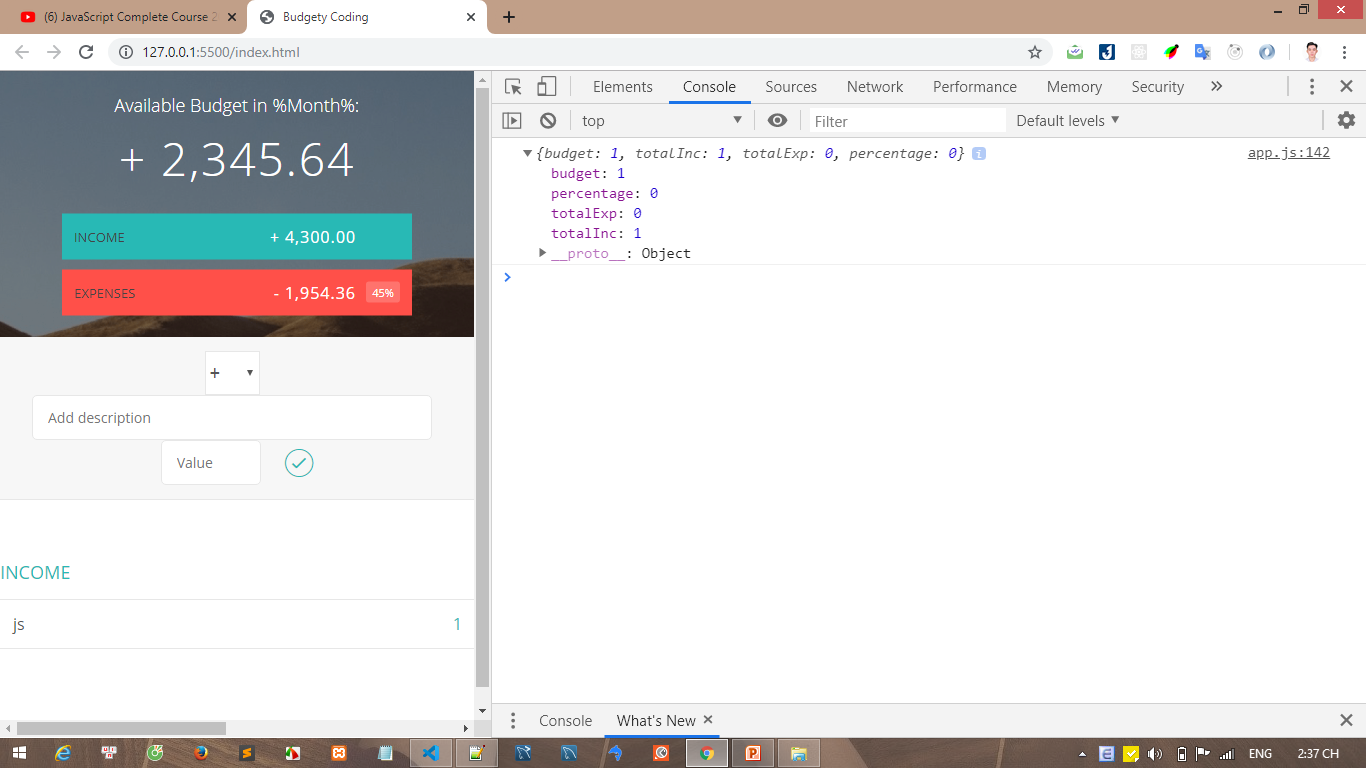 (6) JavaScript Complete Course 2
Budgety Coding
127.0.0.1:5500/index.html
Available Budget in %Month%:
+ 2,345.64
INCOME + 4,300.00
EXPENSES - 1,954.36 45%
+
Add description
Value
INCOME
js 1
Elements Console Sources Network Performance Memory Security »
top Filter Default levels
{budget: 1, totalInc: 1, totalExp: 0, percentage: 0} i app.js:142
budget: 1
percentage: 0
totalExp: 0
totalInc: 1
__proto__: Object
Console What's New
ENG 2:37 CH